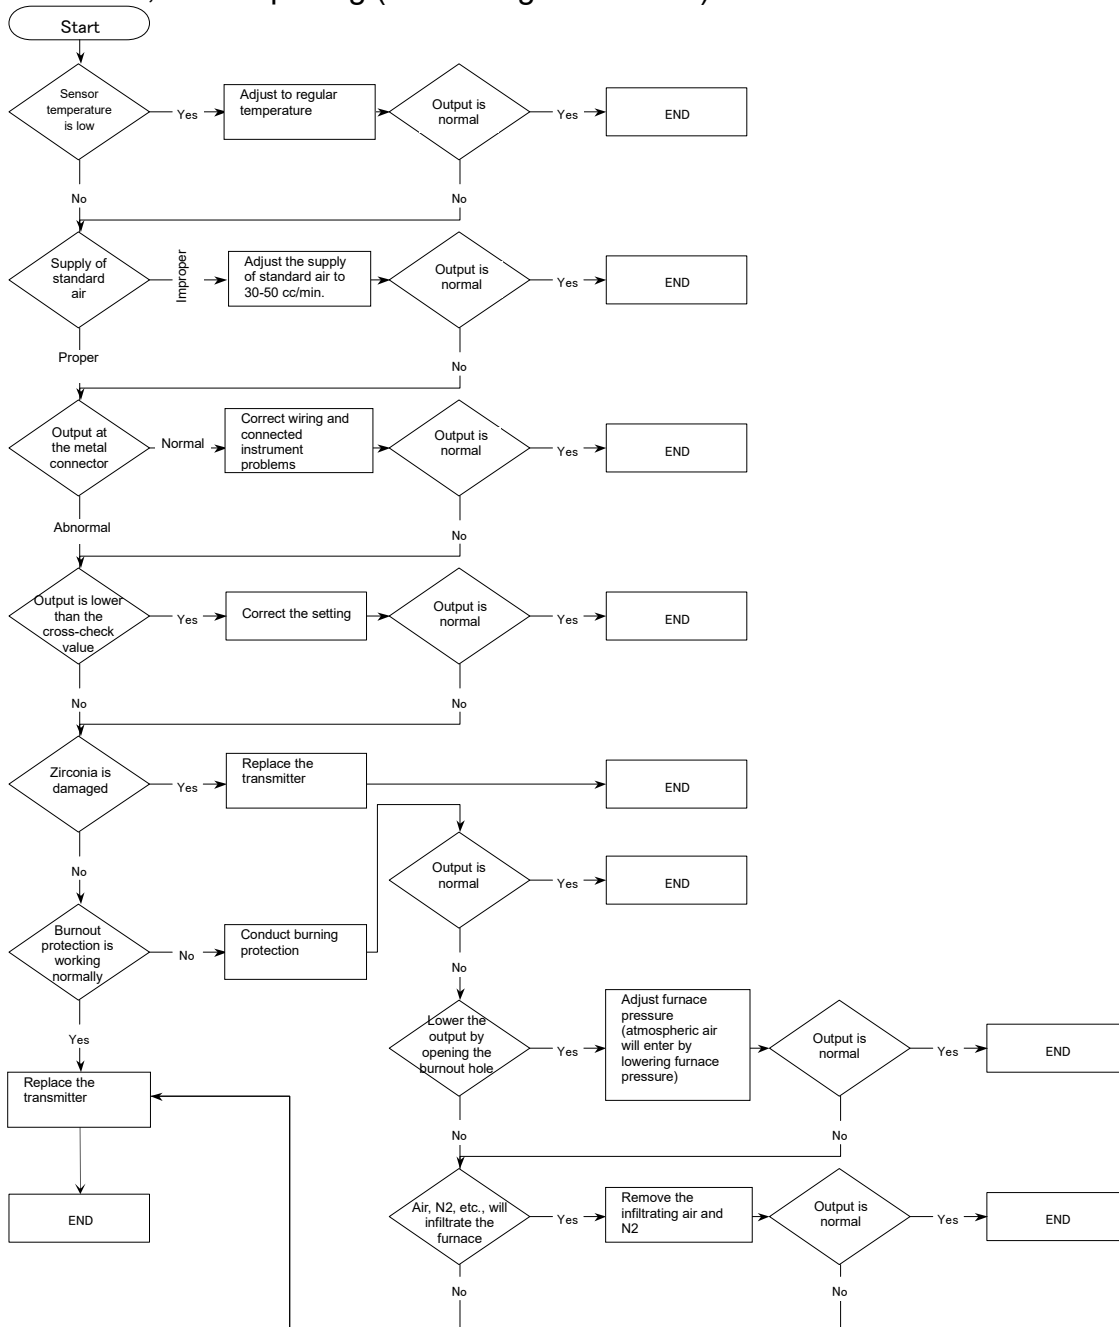 Start
Sensor
temperature
is low
Yes
Adjust to regular
temperature
Output is
normal
Yes
END
No
No
Supply of
standard
air
Improper
Adjust the supply
of standard air to
30-50 cc/min.
Output is
normal
Yes
END
Proper
No
Output at
the metal
connector
Normal
Correct wiring and
connected
instrument
problems
Output is
normal
Yes
END
Abnormal
No
Output is lower
than the
cross-check
value
Yes
Correct the setting
Output is
normal
Yes
END
No
No
Zirconia is
damaged
Yes
Replace the
transmitter
END
No
Output is
normal
Yes
END
Burnout
protection is
working
normally
No
Conduct burning
protection
No
Yes
Lower the
output by
opening the
burnout hole
Yes
Adjust furnace
pressure
(atmospheric air
will enter by
lowering furnace
pressure)
Output is
normal
Yes
END
Replace the
transmitter
No
No
END
Air, N2, etc., will
infiltrate the
furnace
Yes
Remove the
infiltrating air and
N2
Output is
normal
Yes
END
No
No